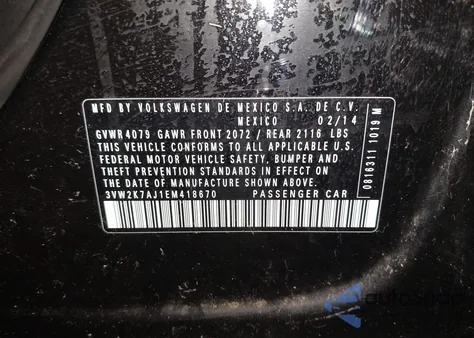 MFD BY VOLKSWAGEN DE MEXICO S.A. DE C.V.
MEXICO 02/14
GVWR 4079 GAWR FRONT 2072 / REAR 2116 LBS
THIS VEHICLE CONFORMS TO ALL APPLICABLE U.S.
FEDERAL MOTOR VEHICLE SAFETY, BUMPER AND
THEFT PREVENTION STANDARDS IN EFFECT ON
THE DATE OF MANUFACTURE SHOWN ABOVE.
3VW2K7AJ1EM418670 PASSENGER CAR
0816311 1019 M
autoSnap